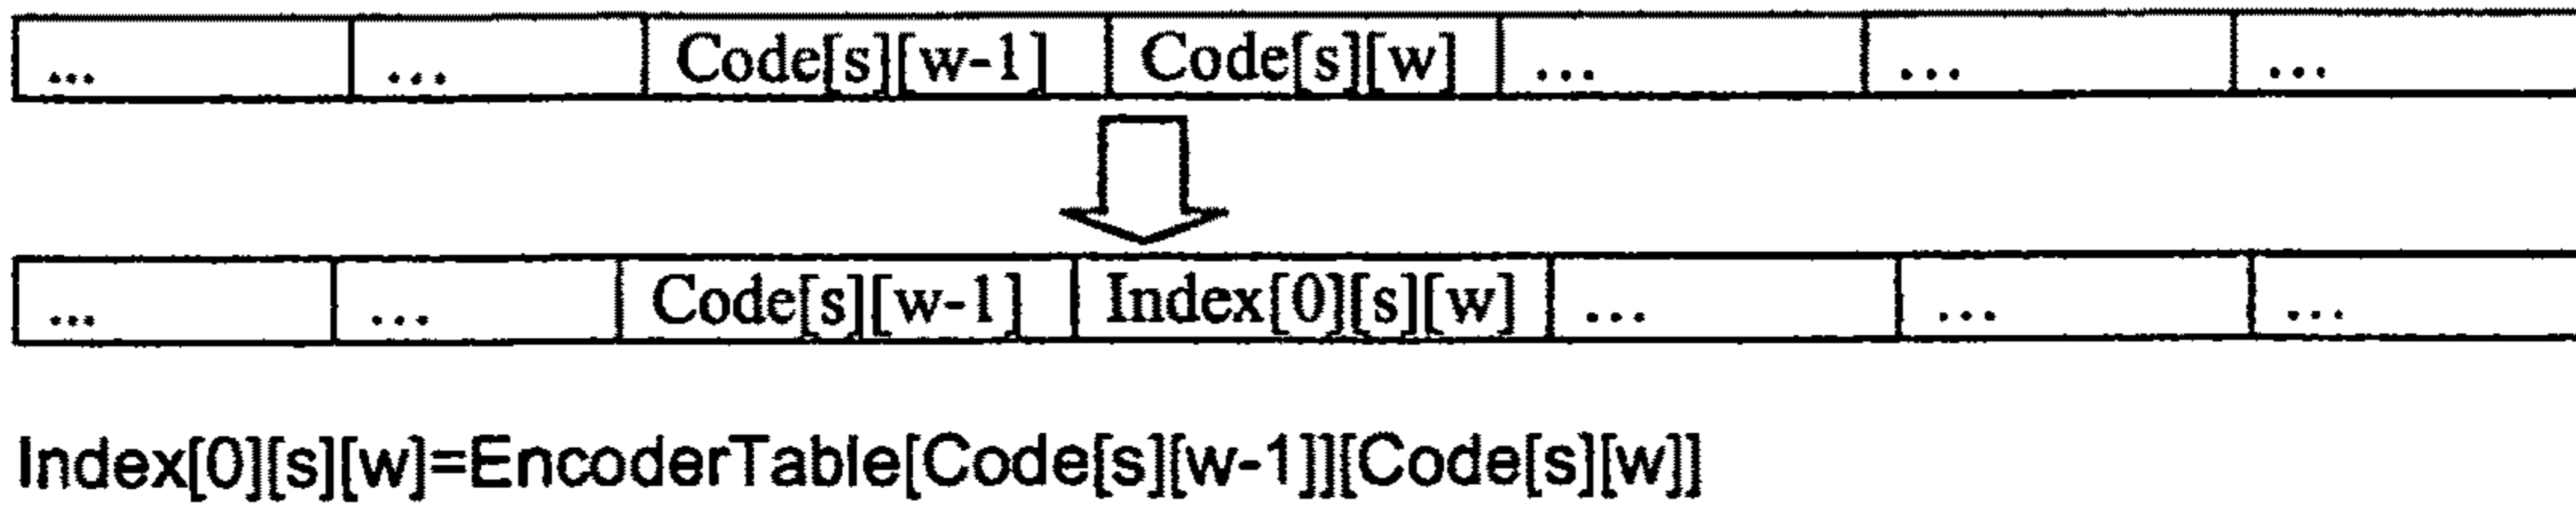 ... ... Code[s][w-1] Code[s][w] ... ... ...
... ... Code[s][w-1] Index[0][s][w] ... ... ...
Index[0][s][w]=EncoderTable[Code[s][w-1]][Code[s][w]]